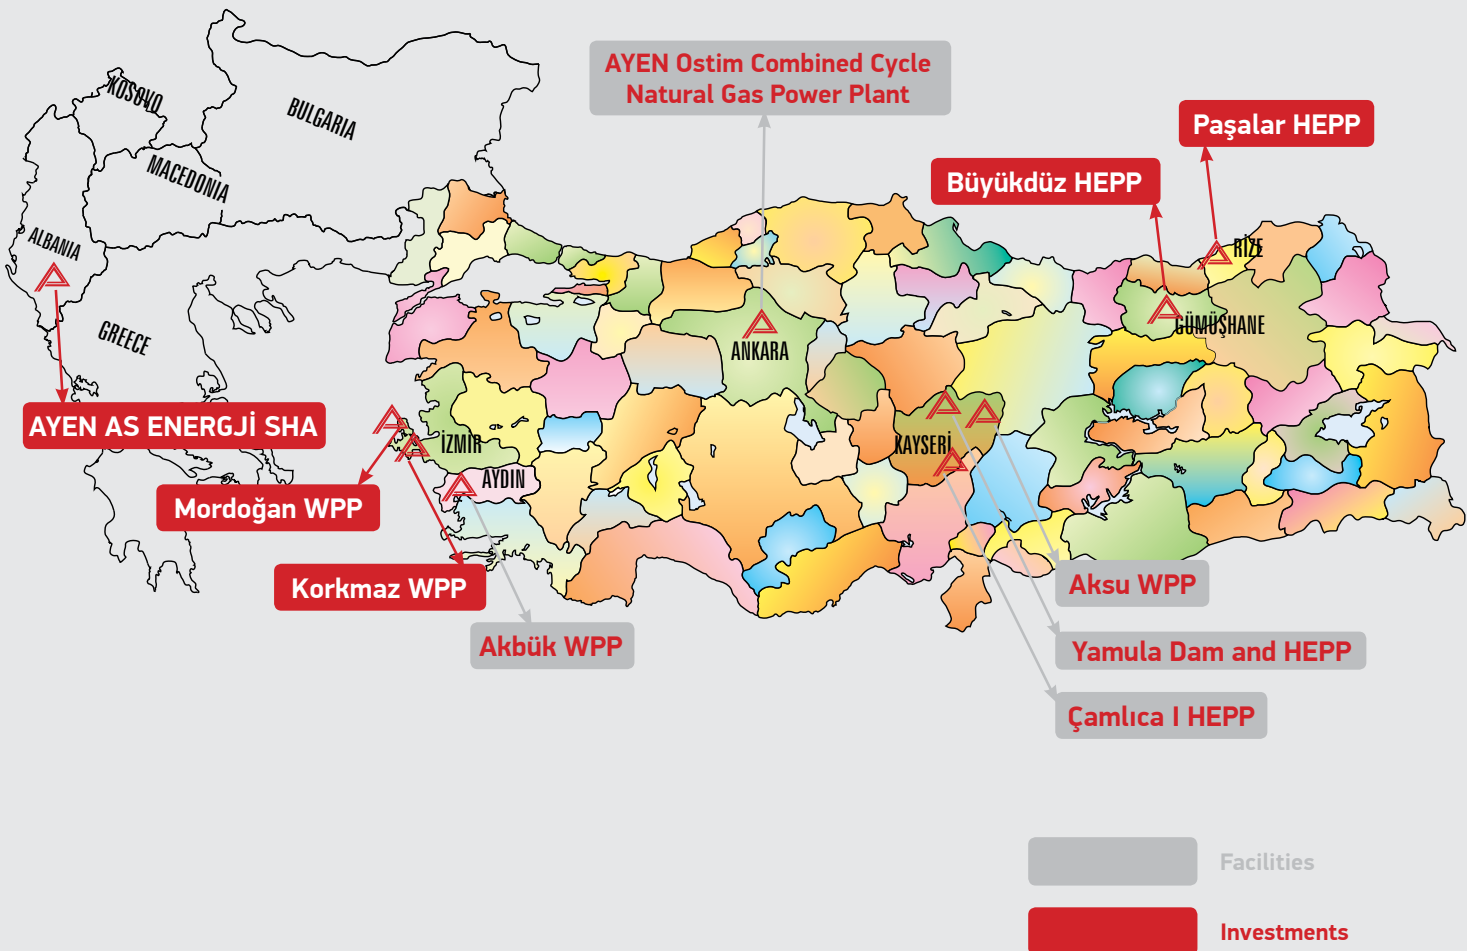 KOSOVO
BULGARIA
MACEDONIA
ALBANIA
GREECE
AYEN Ostim Combined Cycle
Natural Gas Power Plant
Paşalar HEPP
Büyükdüz HEPP
RİZE
GÜMÜŞHANE
ANKARA
AYEN AS ENERGJİ SHA
İZMİR
KAYSERİ
AYDIN
Mordoğan WPP
Korkmaz WPP
Akbük WPP
Aksu WPP
Yamula Dam and HEPP
Çamlıca I HEPP
Facilities
Investments